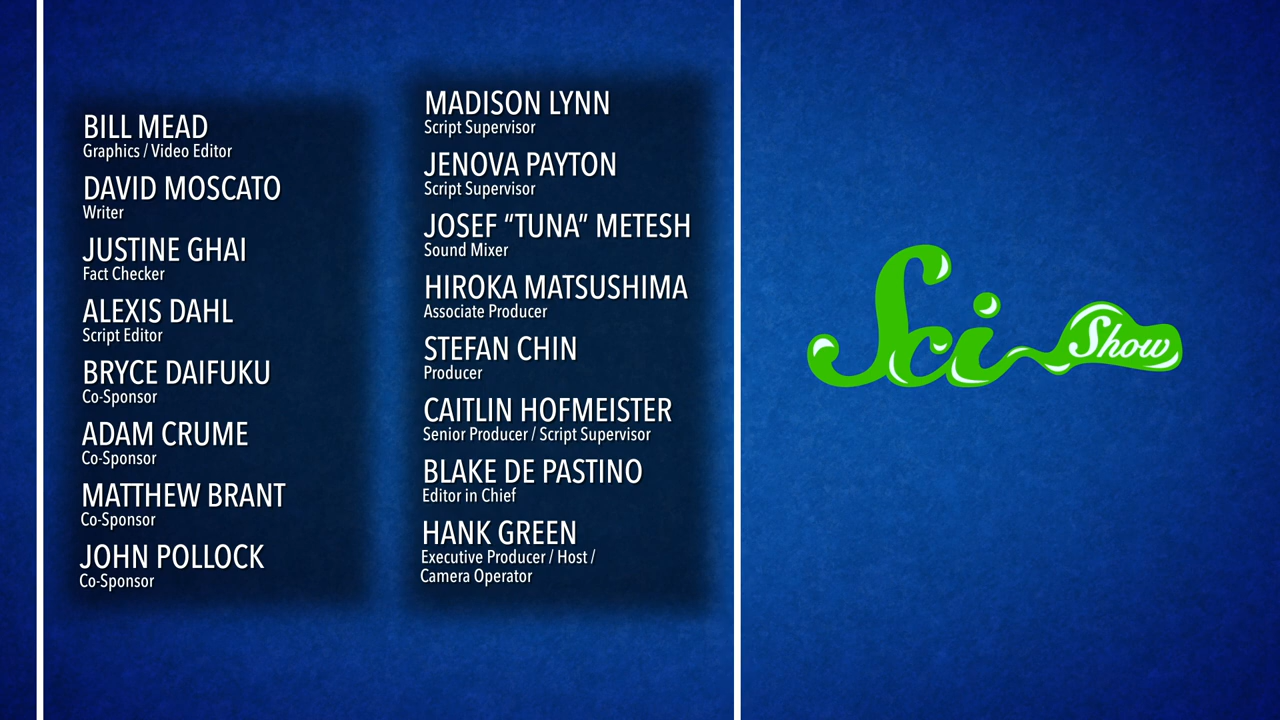 BILL MEAD
Graphics / Video Editor
DAVID MOSCATO
Writer
JUSTINE GHAI
Fact Checker
ALEXIS DAHL
Script Editor
BRYCE DAIFUKU
Co-Sponsor
ADAM CRUME
Co-Sponsor
MATTHEW BRANT
Co-Sponsor
JOHN POLLOCK
Co-Sponsor
MADISON LYNN
Script Supervisor
JENOVA PAYTON
Script Supervisor
JOSEF “TUNA” METESH
Sound Mixer
HIROKA MATSUSHIMA
Associate Producer
STEFAN CHIN
Producer
CAITLIN HOFMEISTER
Senior Producer / Script Supervisor
BLAKE DE PASTINO
Editor in Chief
HANK GREEN
Executive Producer / Host /
Camera Operator
Sci Show